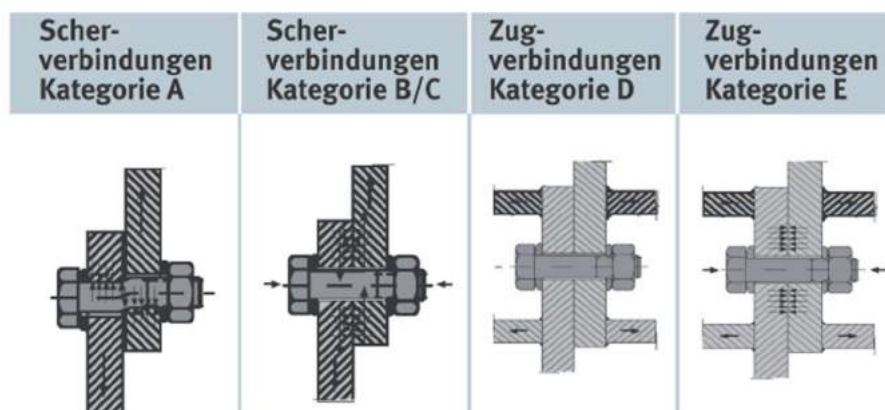 Scher-
verbindungen
Kategorie A
Scher-
verbindungen
Kategorie B/C
Zug-
verbindungen
Kategorie D
Zug-
verbindungen
Kategorie E